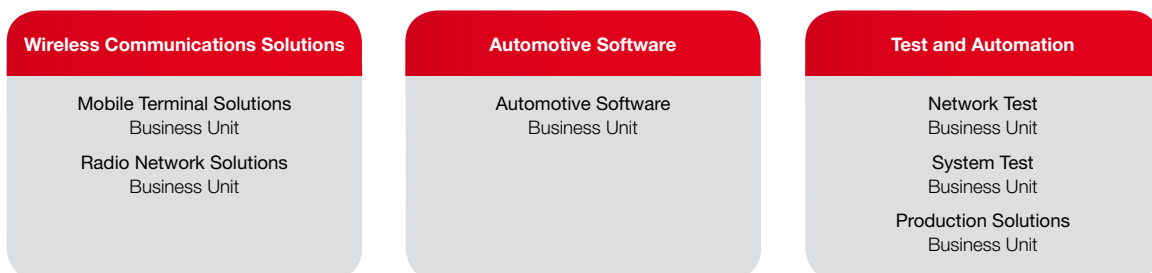 Wireless Communications Solutions
Mobile Terminal Solutions
Business Unit
Radio Network Solutions
Business Unit
Automotive Software
Automotive Software
Business Unit
Test and Automation
Network Test
Business Unit
System Test
Business Unit
Production Solutions
Business Unit